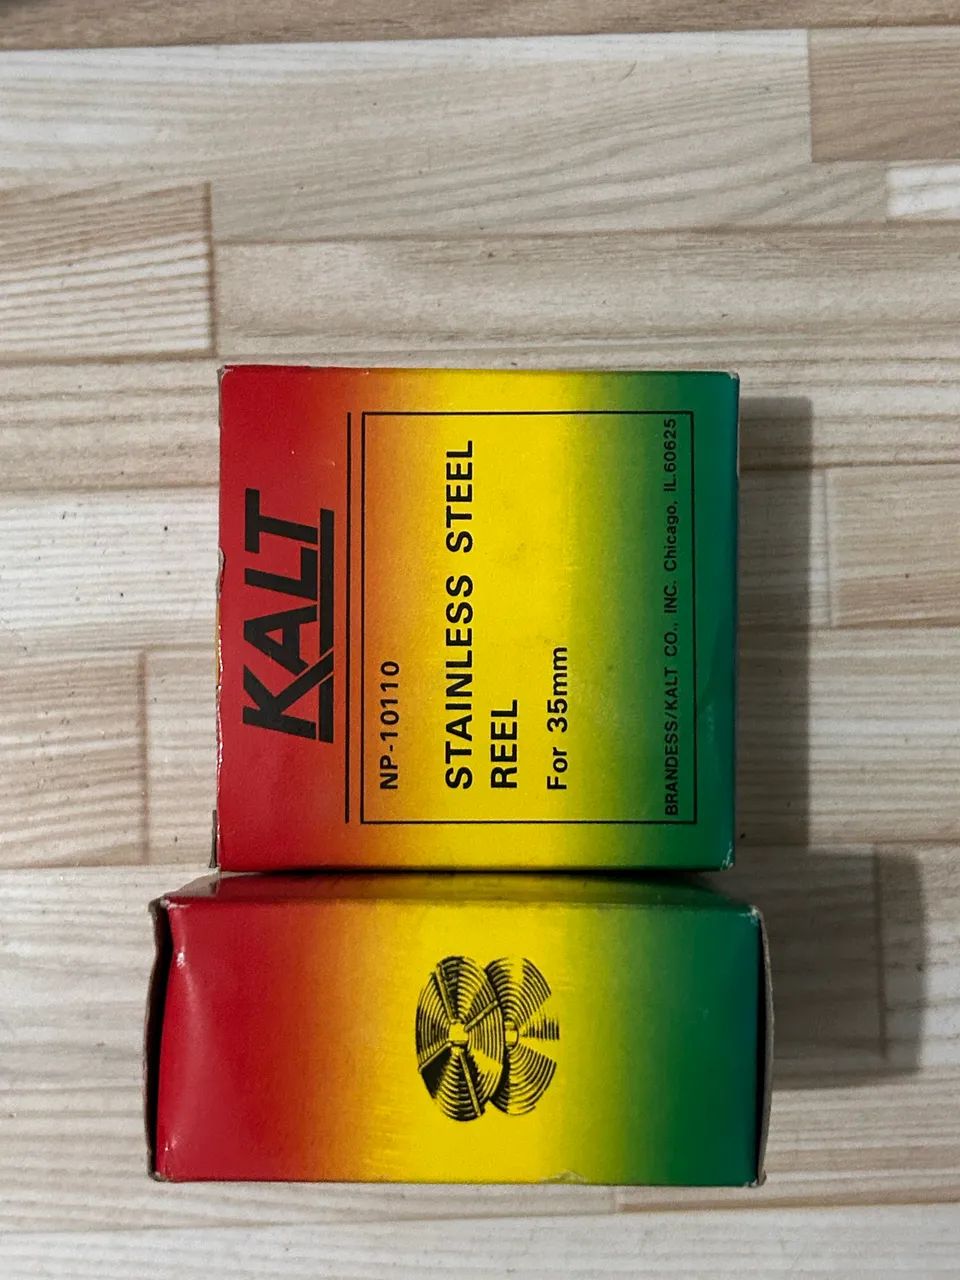 KALT
NP-10110
STAINLESS STEEL
REEL
For 35mm
BRANDESS/KALT CO., INC. Chicago, IL.60625